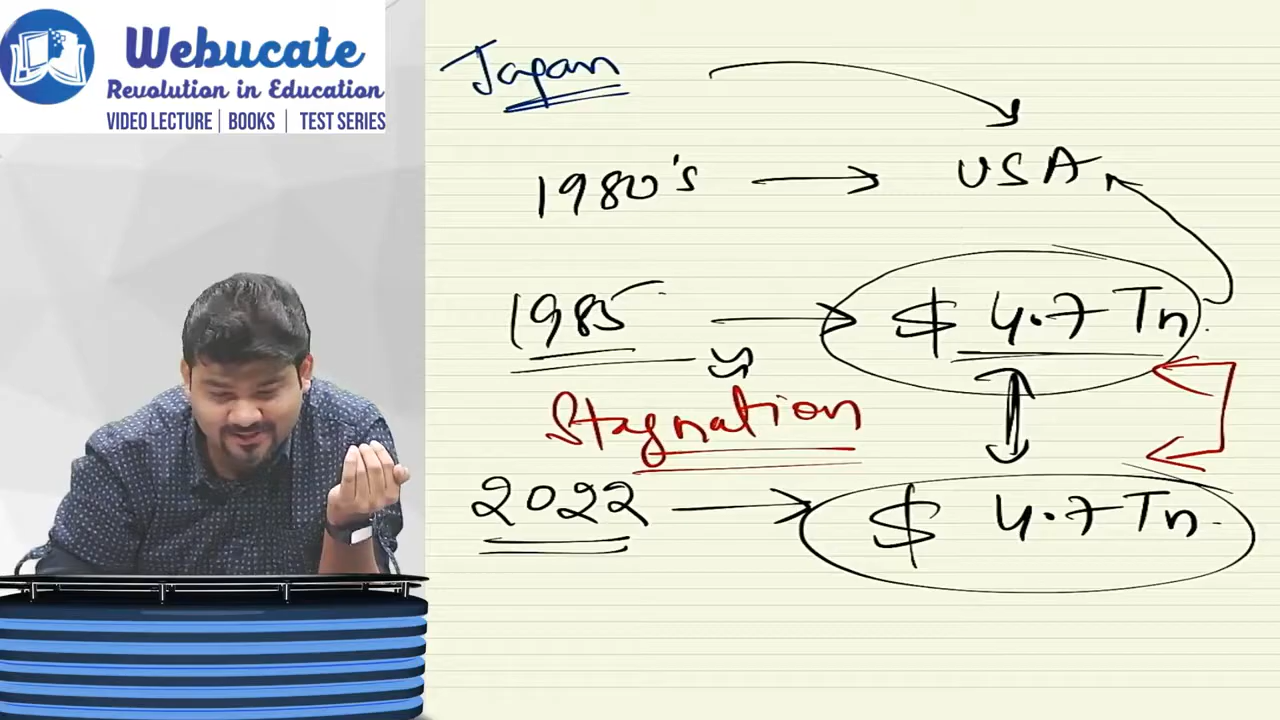 Webucate
Revolution in Education
VIDEO LECTURE | BOOKS | TEST SERIES
Japan
1980's → USA
1985 → $ 4.7 Tn
Stagnation
2022 → $ 4.7 Tn